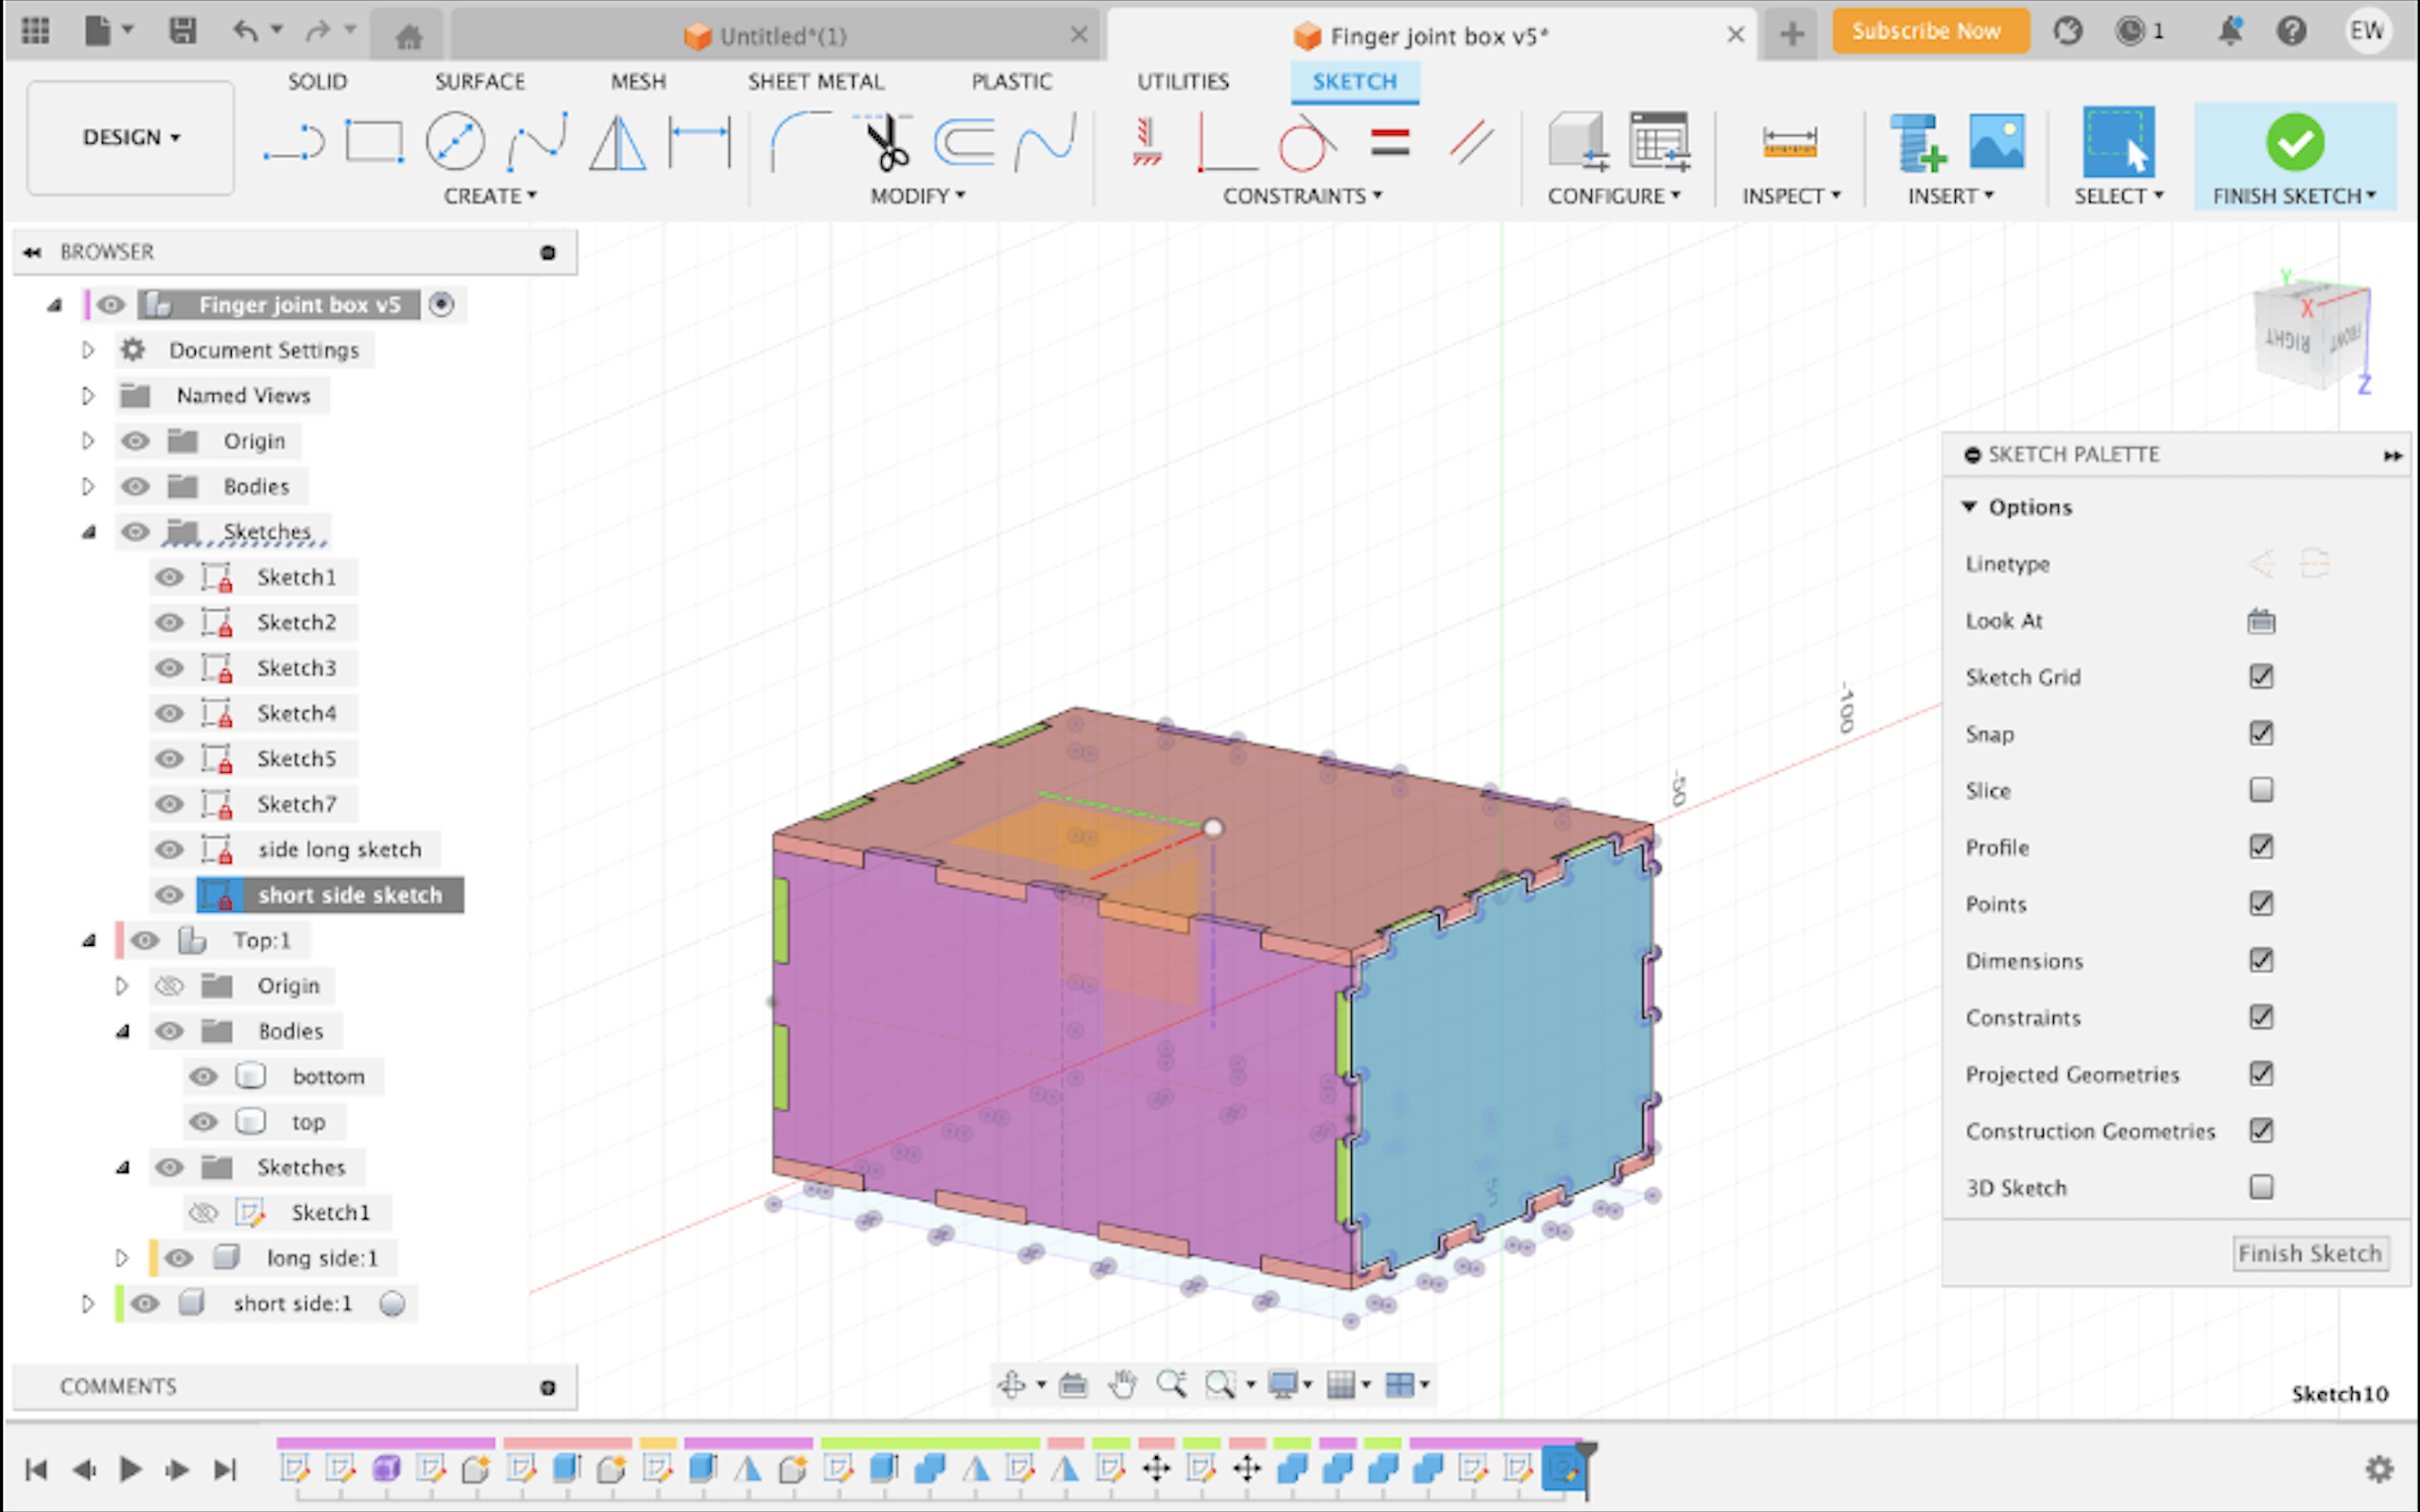 Untitled*(1)
Finger joint box v5*
Subscribe Now
1
EW
DESIGN
SOLID
SURFACE
MESH
SHEET METAL
PLASTIC
UTILITIES
SKETCH
CREATE
MODIFY
CONSTRAINTS
CONFIGURE
INSPECT
INSERT
SELECT
FINISH SKETCH
BROWSER
Finger joint box v5
Document Settings
Named Views
Origin
Bodies
Sketches
Sketch1
Sketch2
Sketch3
Sketch4
Sketch5
Sketch7
side long sketch
short side sketch
Top:1
Origin
Bodies
bottom
top
Sketches
Sketch1
long side:1
short side:1
COMMENTS
Y
X
RIGHT
FRONT
Z
-100
-50
50
SKETCH PALETTE
Options
Linetype
Look At
Sketch Grid
Snap
Slice
Profile
Points
Dimensions
Constraints
Projected Geometries
Construction Geometries
3D Sketch
Finish Sketch
Sketch10